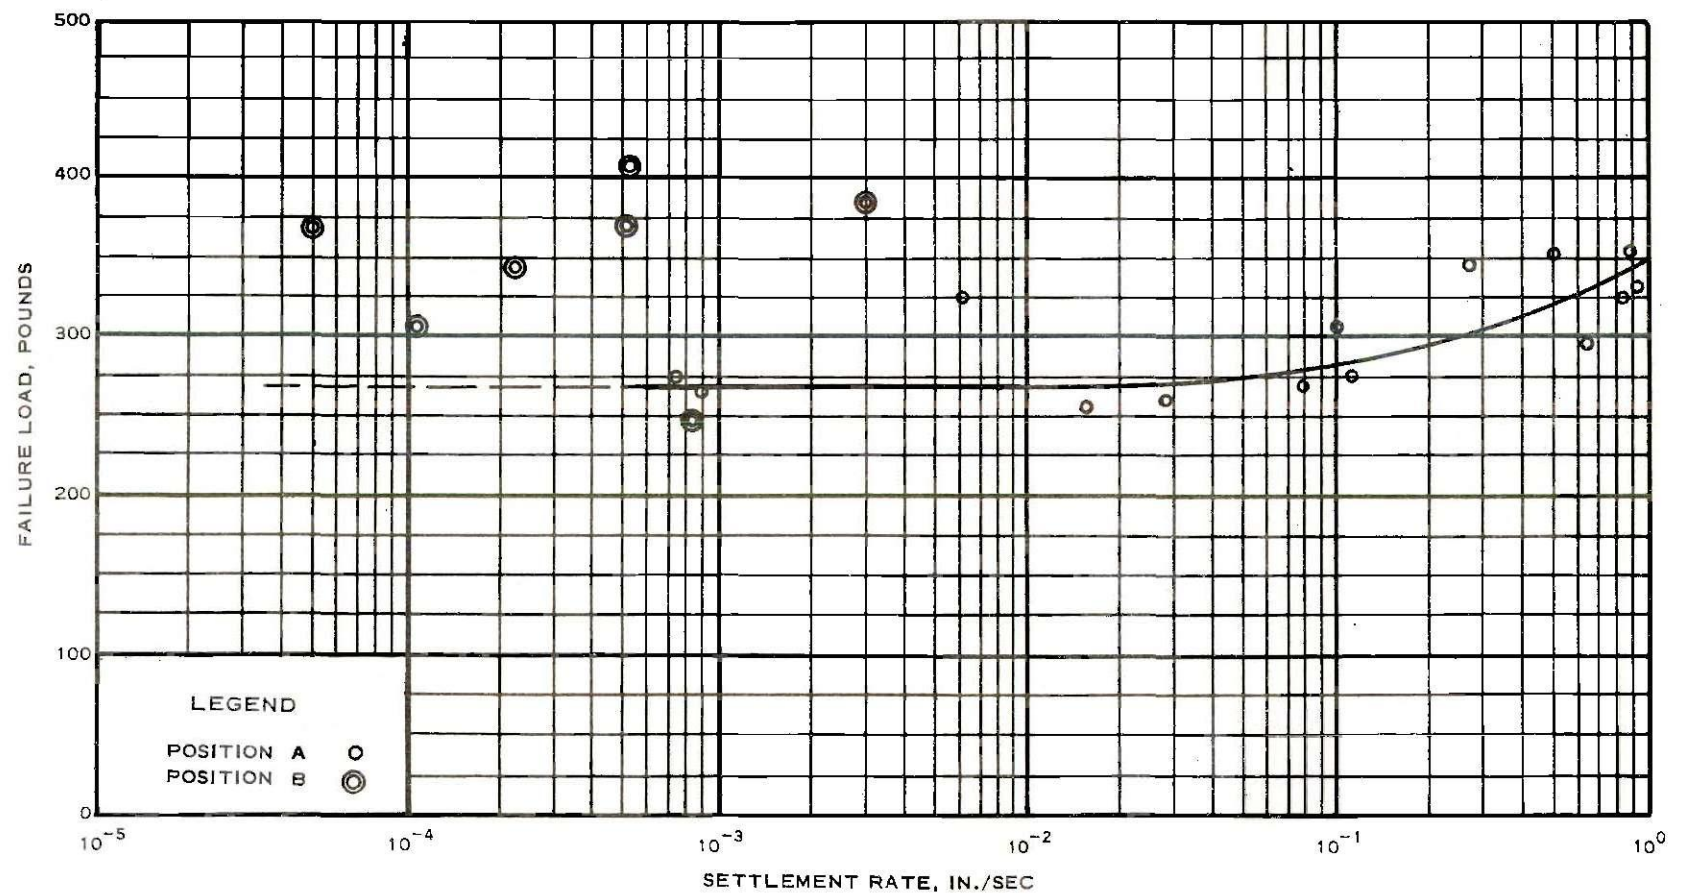 500
400
300
200
100
0
FAILURE LOAD, POUNDS
LEGEND
POSITION A
POSITION B
10⁻⁵ 10⁻⁴ 10⁻³ 10⁻² 10⁻¹ 10⁰
SETTLEMENT RATE, IN./SEC